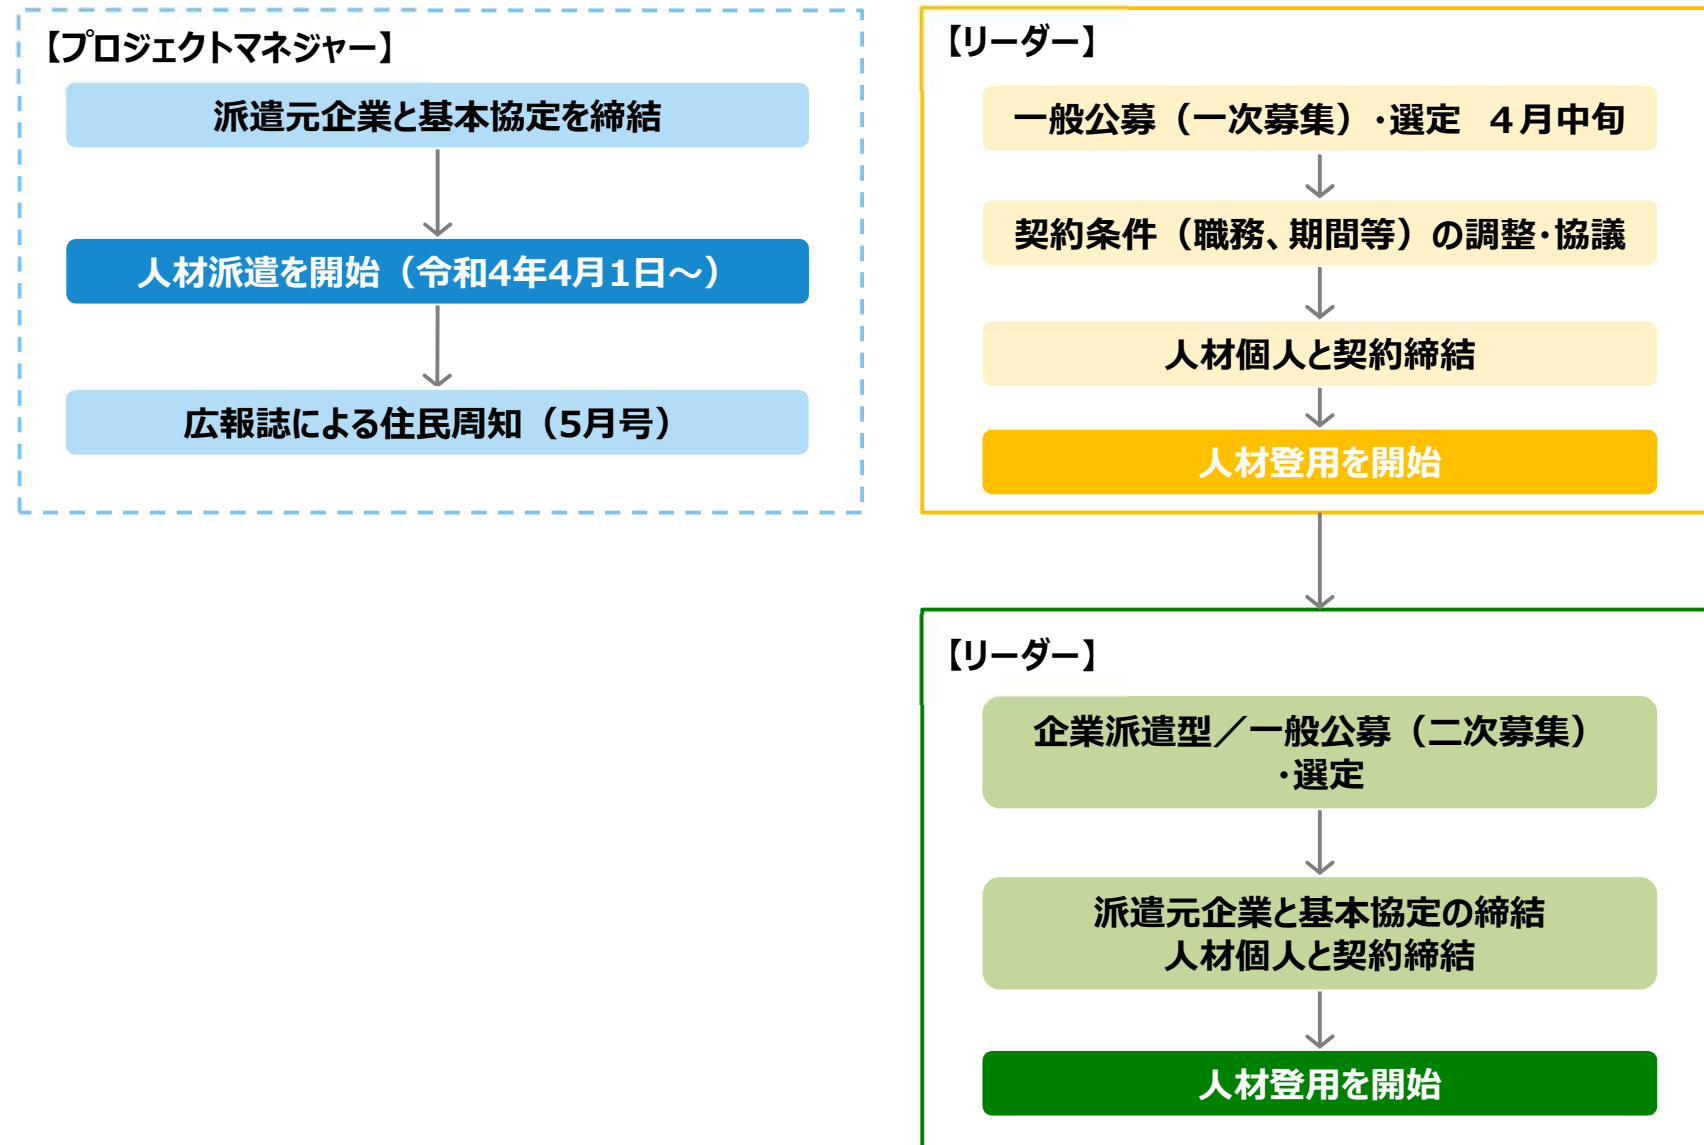 【プロジェクトマネジャー】
派遣元企業と基本協定を締結
人材派遣を開始（令和4年4月1日～）
広報誌による住民周知（5月号）
【リーダー】
一般公募（一次募集）・選定　４月中旬
契約条件（職務、期間等）の調整・協議
人材個人と契約締結
人材登用を開始
【リーダー】
企業派遣型／一般公募（二次募集）
・選定
派遣元企業と基本協定の締結
人材個人と契約締結
人材登用を開始